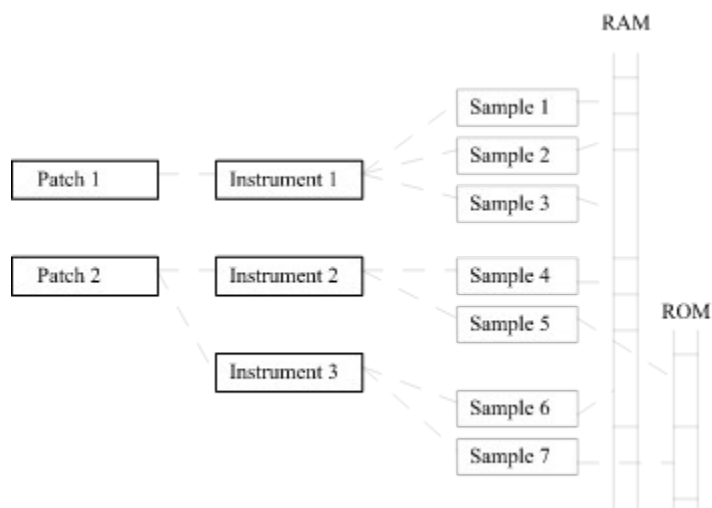 RAM
Sample 1
Sample 2
Patch 1
Instrument 1
Sample 3
Patch 2
Instrument 2
Sample 4
ROM
Sample 5
Instrument 3
Sample 6
Sample 7